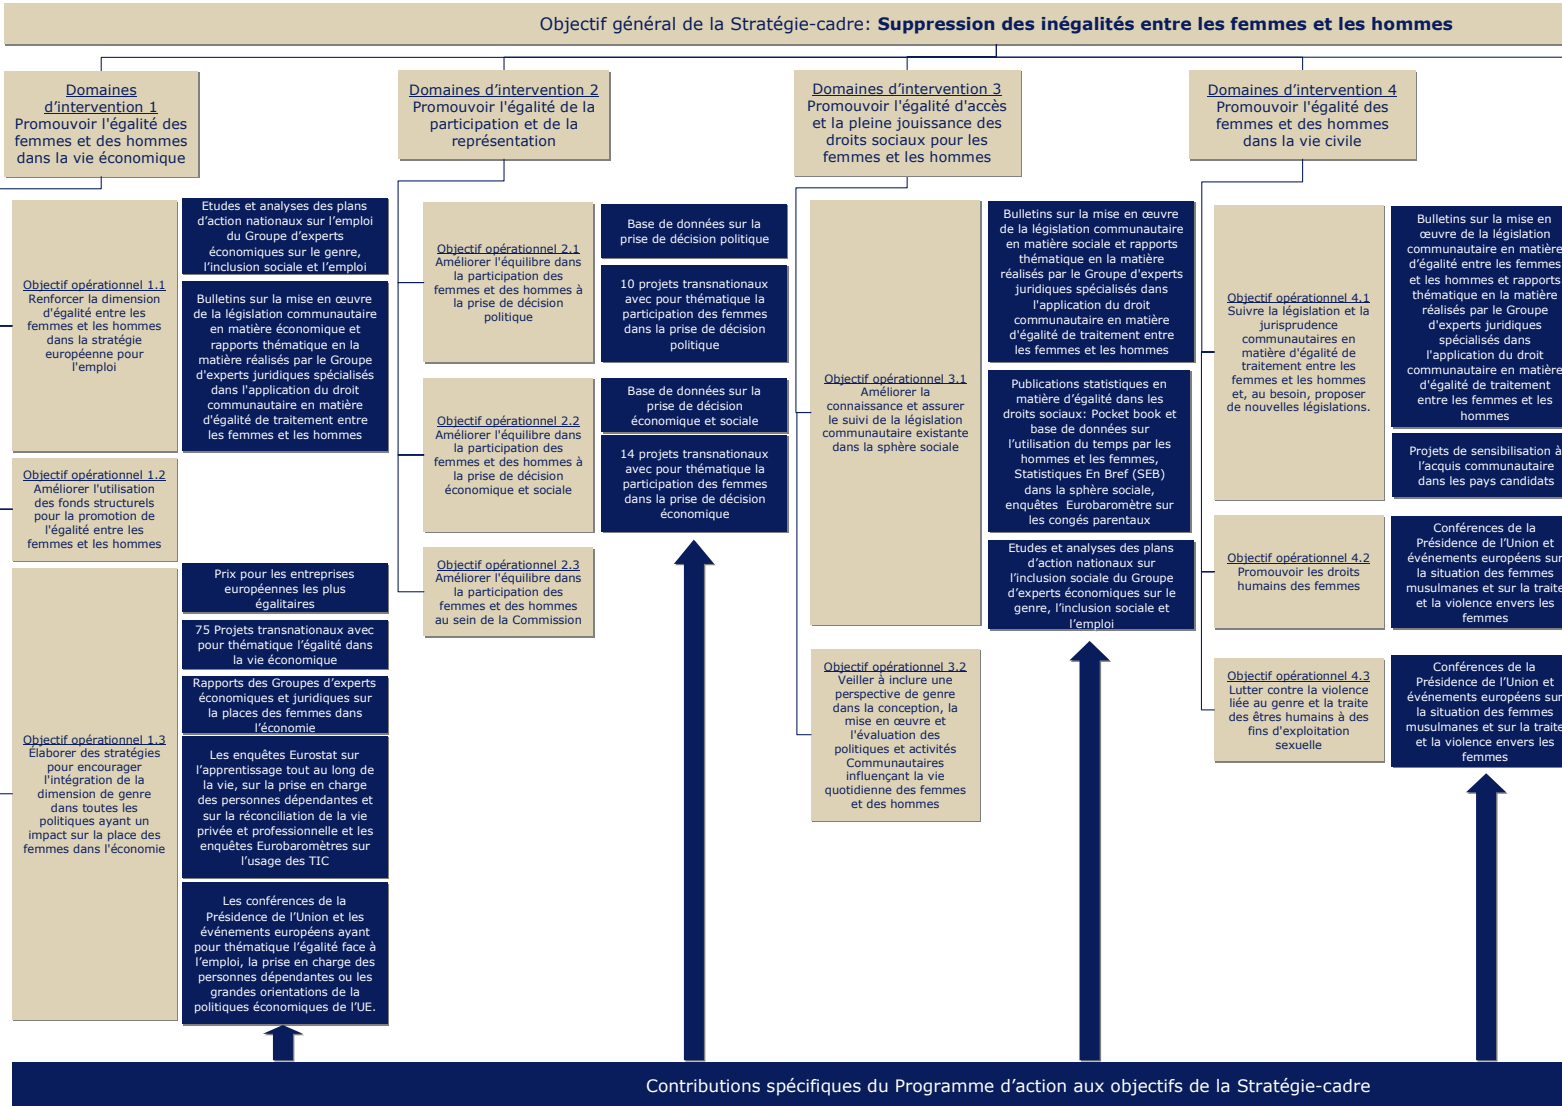 Objectif général de la Stratégie-cadre: Suppression des inégalités entre les femmes et les hommes
Domaines
d’intervention 1
Promouvoir l'égalité des
femmes et des hommes
dans la vie économique
Objectif opérationnel 1.1
Renforcer la dimension
d'égalité entre les
femmes et les hommes
dans la stratégie
européenne pour
l'emploi
Etudes et analyses des plans
d’action nationaux sur l’emploi
du Groupe d’experts
économiques sur le genre,
l’inclusion sociale et l’emploi
Bulletins sur la mise en œuvre
de la législation communautaire
en matière économique et
rapports thématique en la
matière réalisés par le Groupe
d'experts juridiques spécialisés
dans l'application du droit
communautaire en matière
d'égalité de traitement entre
les femmes et les hommes
Objectif opérationnel 1.2
Améliorer l'utilisation
des fonds structurels
pour la promotion de
l'égalité entre les
femmes et les hommes
Objectif opérationnel 1.3
Élaborer des stratégies
pour encourager
l'intégration de la
dimension de genre
dans toutes les
politiques ayant un
impact sur la place des
femmes dans l'économie
Prix pour les entreprises
européennes les plus
égalitaires
75 Projets transnationaux avec
pour thématique l’égalité dans
la vie économique
Rapports des Groupes d’experts
économiques et juridiques sur
la places des femmes dans
l’économie
Les enquêtes Eurostat sur
l’apprentissage tout au long de
la vie, sur la prise en charge
des personnes dépendantes et
sur la réconciliation de la vie
privée et professionnelle et les
enquêtes Eurobaromètres sur
l’usage des TIC
Les conférences de la
Présidence de l’Union et les
événements européens ayant
pour thématique l’égalité face à
l’emploi, la prise en charge des
personnes dépendantes ou les
grandes orientations de la
politiques économiques de l’UE.
Domaines d’intervention 2
Promouvoir l'égalité de la
participation et de la
représentation
Objectif opérationnel 2.1
Améliorer l'équilibre dans
la participation des
femmes et des hommes à
la prise de décision
politique
Base de données sur la
prise de décision politique
10 projets transnationaux
avec pour thématique la
participation des femmes
dans la prise de décision
politique
Objectif opérationnel 2.2
Améliorer l'équilibre dans
la participation des
femmes et des hommes à
la prise de décision
économique et sociale
Base de données sur la
prise de décision
économique et sociale
14 projets transnationaux
avec pour thématique la
participation des femmes
dans la prise de décision
économique
Objectif opérationnel 2.3
Améliorer l'équilibre dans
la participation des
femmes et des hommes
au sein de la Commission
Domaines d’intervention 3
Promouvoir l'égalité d'accès
et la pleine jouissance des
droits sociaux pour les
femmes et les hommes
Objectif opérationnel 3.1
Améliorer la
connaissance et assurer
le suivi de la législation
communautaire existante
dans la sphère sociale
Bulletins sur la mise en œuvre
de la législation communautaire
en matière sociale et rapports
thématique en la matière
réalisés par le Groupe d'experts
juridiques spécialisés dans
l'application du droit
communautaire en matière
d'égalité de traitement entre
les femmes et les hommes
Publications statistiques en
matière d’égalité dans les
droits sociaux: Pocket book et
base de données sur
l’utilisation du temps par les
hommes et les femmes,
Statistiques En Bref (SEB)
dans la sphère sociale,
enquêtes Eurobaromètre sur
les congés parentaux
Etudes et analyses des plans
d’action nationaux sur
l’inclusion sociale du Groupe
d’experts économiques sur le
genre, l’inclusion sociale et
l’emploi
Objectif opérationnel 3.2
Veiller à inclure une
perspective de genre
dans la conception, la
mise en œuvre et
l'évaluation des
politiques et activités
Communautaires
influençant la vie
quotidienne des femmes
et des hommes
Domaines d’intervention 4
Promouvoir l'égalité des
femmes et des hommes
dans la vie civile
Objectif opérationnel 4.1
Suivre la législation et la
jurisprudence
communautaires en
matière d'égalité de
traitement entre les
femmes et les hommes
et, au besoin, proposer
de nouvelles législations.
Bulletins sur la mise en
œuvre de la législation
communautaire en matière
d’égalité entre les femmes
et les hommes et rapports
thématique en la matière
réalisés par le Groupe
d'experts juridiques
spécialisés dans
l'application du droit
communautaire en matière
d'égalité de traitement
entre les femmes et les
hommes
Projets de sensibilisation à
l’acquis communautaire
dans les pays candidats
Objectif opérationnel 4.2
Promouvoir les droits
humains des femmes
Conférences de la
Présidence de l’Union et
événements européens sur
la situation des femmes
musulmanes et sur la traite
et la violence envers les
femmes
Objectif opérationnel 4.3
Lutter contre la violence
liée au genre et la traite
des êtres humains à des
fins d'exploitation
sexuelle
Conférences de la
Présidence de l’Union et
événements européens sur
la situation des femmes
musulmanes et sur la traite
et la violence envers les
femmes
Contributions spécifiques du Programme d’action aux objectifs de la Stratégie-cadre